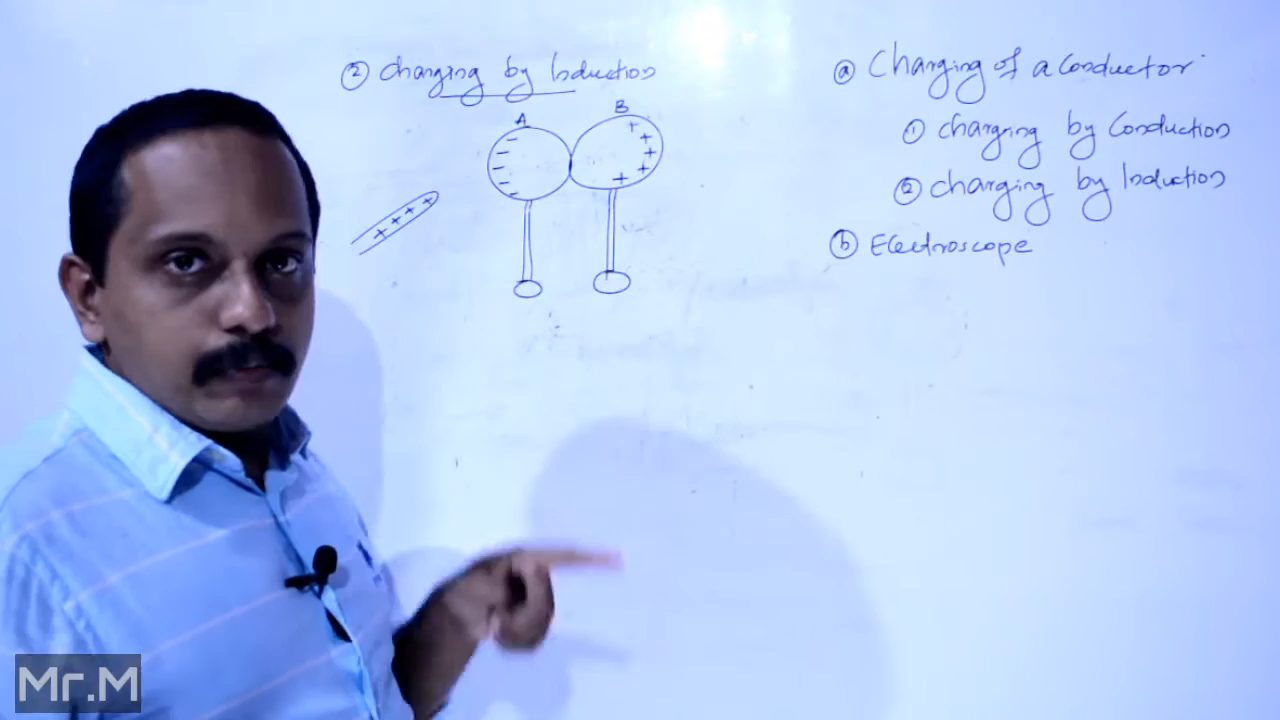 ② Charging by Induction
A B
- - - - -
+ + + + +
+ + + +
ⓐ Charging of a Conductor
① Charging by Conduction
② Charging by Induction
ⓑ Electroscope
Mr.M